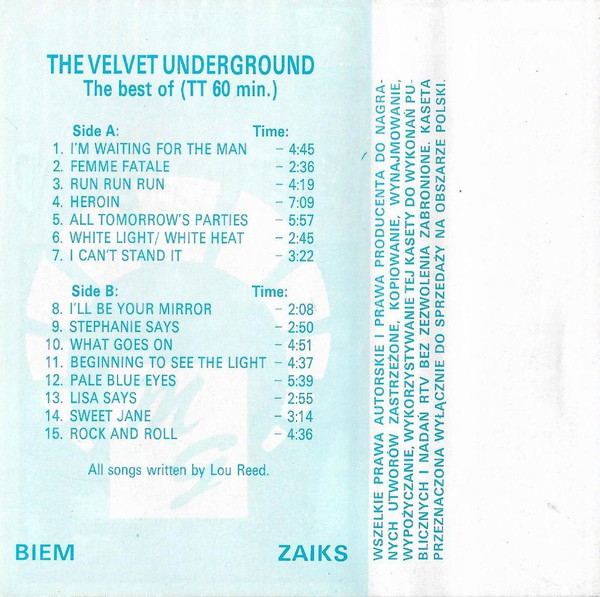 THE VELVET UNDERGROUND
The best of (TT 60 min.)
Side A: Time:
1. I'M WAITING FOR THE MAN – 4:45
2. FEMME FATALE – 2:36
3. RUN RUN RUN – 4:19
4. HEROIN – 7:09
5. ALL TOMORROW'S PARTIES – 5:57
6. WHITE LIGHT/ WHITE HEAT – 2:45
7. I CAN'T STAND IT – 3:22
Side B: Time:
8. I'LL BE YOUR MIRROR – 2:08
9. STEPHANIE SAYS – 2:50
10. WHAT GOES ON – 4:51
11. BEGINNING TO SEE THE LIGHT – 4:37
12. PALE BLUE EYES – 5:39
13. LISA SAYS – 2:55
14. SWEET JANE – 3:14
15. ROCK AND ROLL – 4:36
All songs written by Lou Reed.
BIEM ZAIKS
WSZELKIE PRAWA AUTORSKIE I PRAWA PRODUCENTA DO NAGRA-
NYCH UTWORÓW ZASTRZEŻONE, KOPIOWANIE, WYNAJMOWANIE,
WYPOŻYCZANIE, WYKORZYSTYWANIE TEJ KASETY DO WYKONAŃ PU-
BLICZNYCH I NADAŃ RTV BEZ ZEZWOLENIA ZABRONIONE. KASETA
PRZEZNACZONA WYŁĄCZNIE DO SPRZEDAŻY NA OBSZARZE POLSKI.